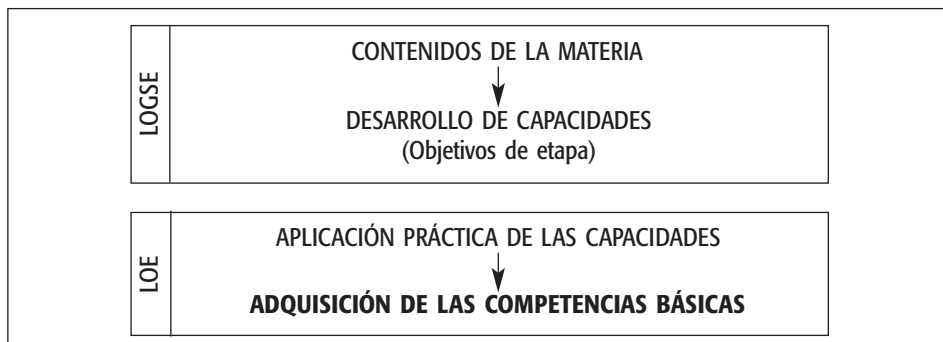 LOGSE
CONTENIDOS DE LA MATERIA
DESARROLLO DE CAPACIDADES
(Objetivos de etapa)
LOE
APLICACIÓN PRÁCTICA DE LAS CAPACIDADES
ADQUISICIÓN DE LAS COMPETENCIAS BÁSICAS